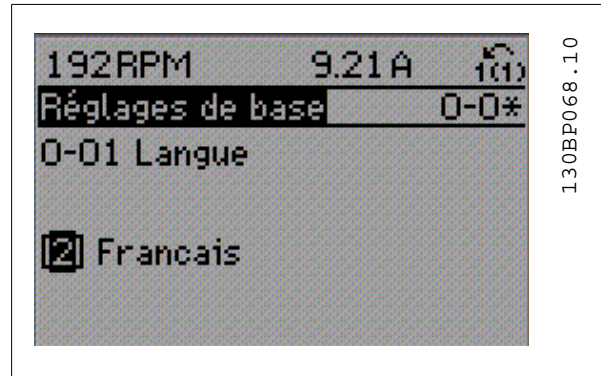 192RPM 9.21A 1(1)
Réglages de base 0-0*
0-01 Langue
[2] Francais
130BP068.10